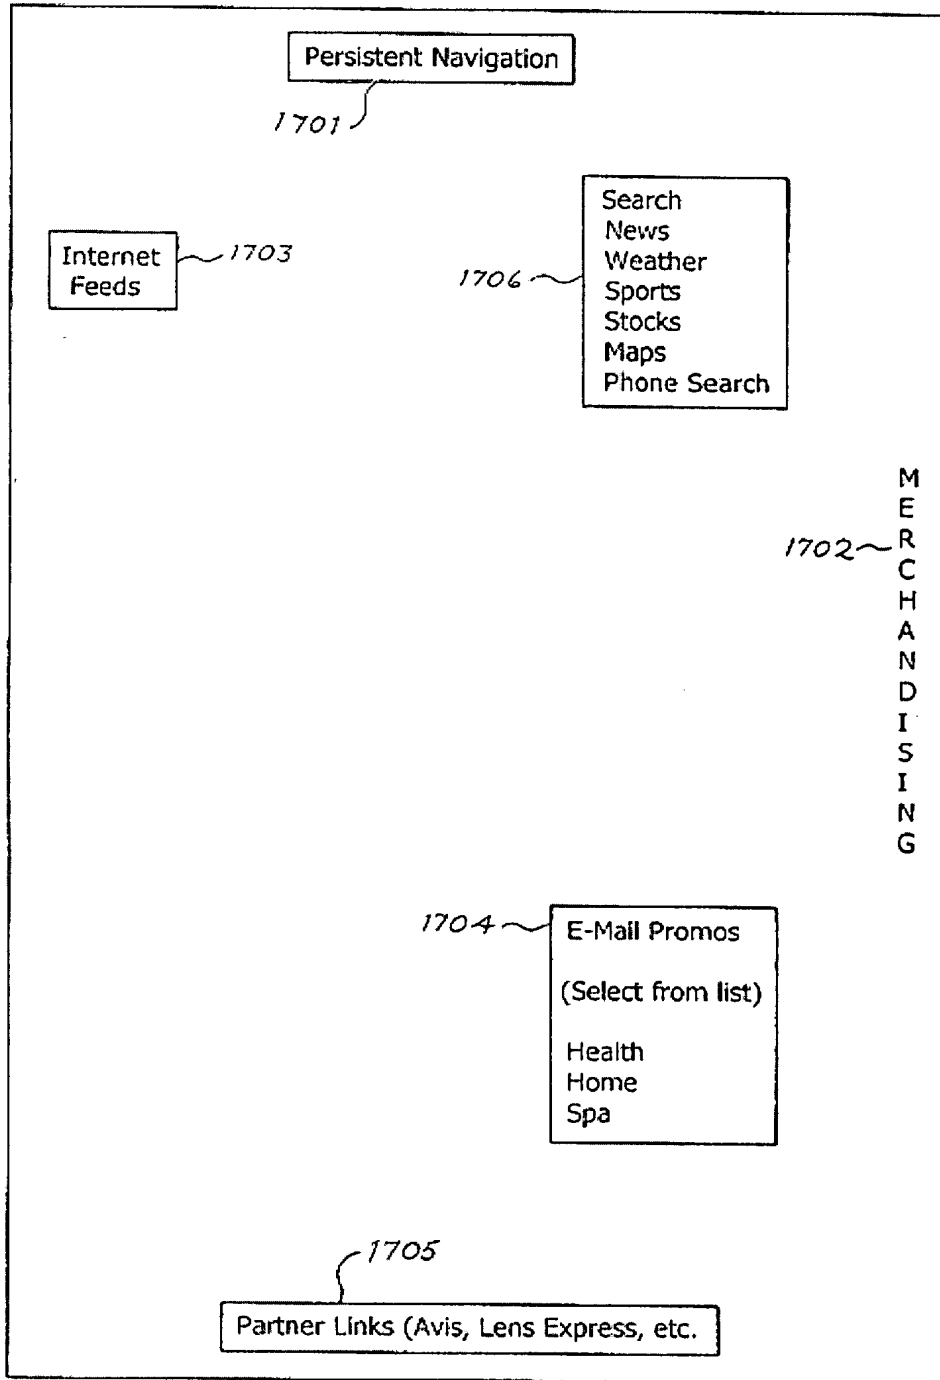 Persistent Navigation
1701
Search
News
Weather
Sports
Stocks
Maps
Phone Search
1706
Internet
Feeds
1703
M
E
R
C
H
A
N
D
I
S
I
N
G
1702
1704
E-Mail Promos
(Select from list)
Health
Home
Spa
1705
Partner Links (Avis, Lens Express, etc.